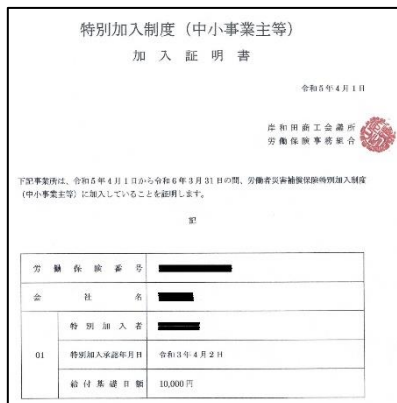 特別加入制度（中小事業主等）
加入証明書
令和5年4月1日
岸和田商工会議所
労働保険事務組合
下記事業所は、令和5年4月1日から令和6年3月31日の間、労働者災害補償保険特別加入制度
（中小事業主等）に加入していることを証明します。
記
労働保険番号
会社名
特別加入者
01 特別加入承認年月日 令和3年4月2日
給付基礎日額 10,000円